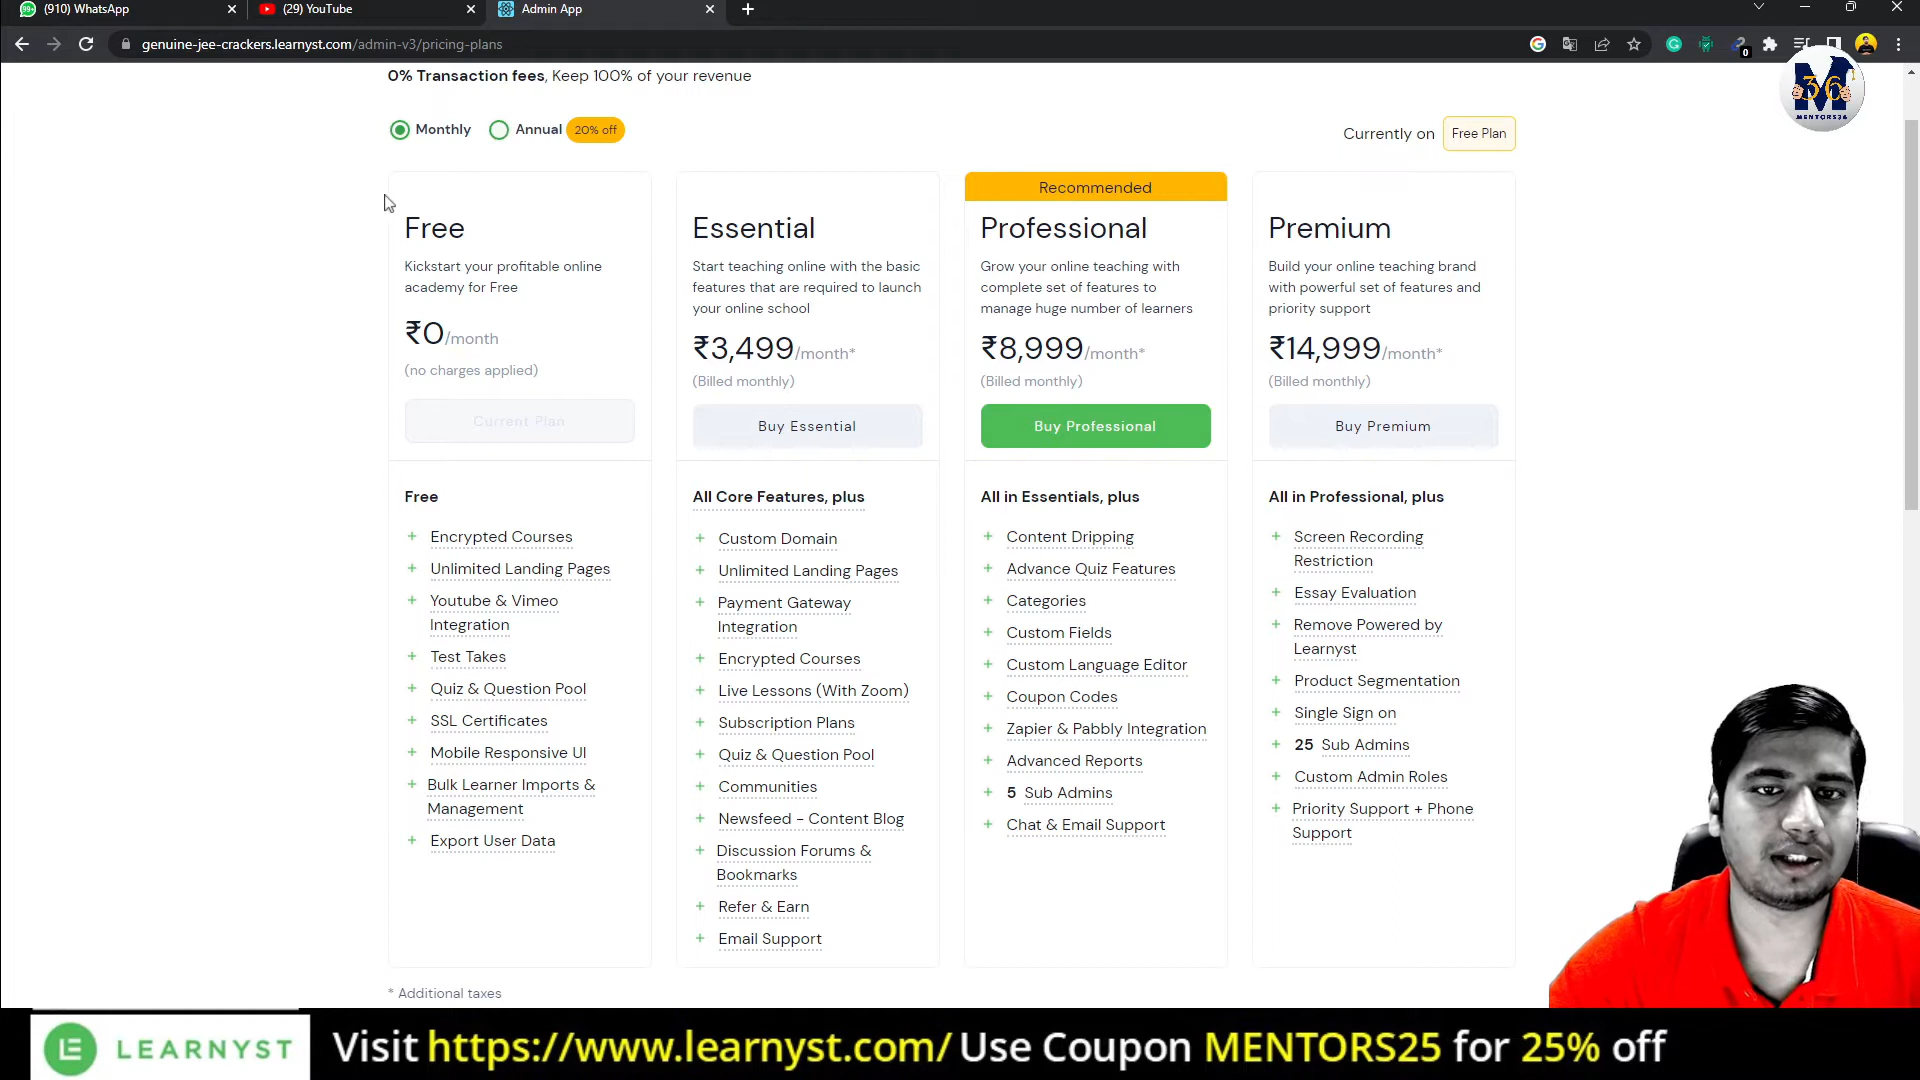 (910) WhatsApp
(29) YouTube
Admin App
genuine-jee-crackers.learnyst.com/admin-v3/pricing-plans
0
36
MENTORS36
0% Transaction fees, Keep 100% of your revenue
Monthly
Annual
20% off
Currently on
Free Plan
Free
Kickstart your profitable online
academy for Free
₹0/month
(no charges applied)
Current Plan
Free
+ Encrypted Courses
+ Unlimited Landing Pages
+ Youtube & Vimeo
Integration
+ Test Takes
+ Quiz & Question Pool
+ SSL Certificates
+ Mobile Responsive UI
+ Bulk Learner Imports &
Management
+ Export User Data
Essential
Start teaching online with the basic
features that are required to launch
your online school
₹3,499/month*
(Billed monthly)
Buy Essential
All Core Features, plus
+ Custom Domain
+ Unlimited Landing Pages
+ Payment Gateway
Integration
+ Encrypted Courses
+ Live Lessons (With Zoom)
+ Subscription Plans
+ Quiz & Question Pool
+ Communities
+ Newsfeed - Content Blog
+ Discussion Forums &
Bookmarks
+ Refer & Earn
+ Email Support
Recommended
Professional
Grow your online teaching with
complete set of features to
manage huge number of learners
₹8,999/month*
(Billed monthly)
Buy Professional
All in Essentials, plus
+ Content Dripping
+ Advance Quiz Features
+ Categories
+ Custom Fields
+ Custom Language Editor
+ Coupon Codes
+ Zapier & Pabbly Integration
+ Advanced Reports
+ 5 Sub Admins
+ Chat & Email Support
Premium
Build your online teaching brand
with powerful set of features and
priority support
₹14,999/month*
(Billed monthly)
Buy Premium
All in Professional, plus
+ Screen Recording
Restriction
+ Essay Evaluation
+ Remove Powered by
Learnyst
+ Product Segmentation
+ Single Sign on
+ 25 Sub Admins
+ Custom Admin Roles
+ Priority Support + Phone
Support
* Additional taxes
LEARNYST
Visit https://www.learnyst.com/ Use Coupon MENTORS25 for 25% off